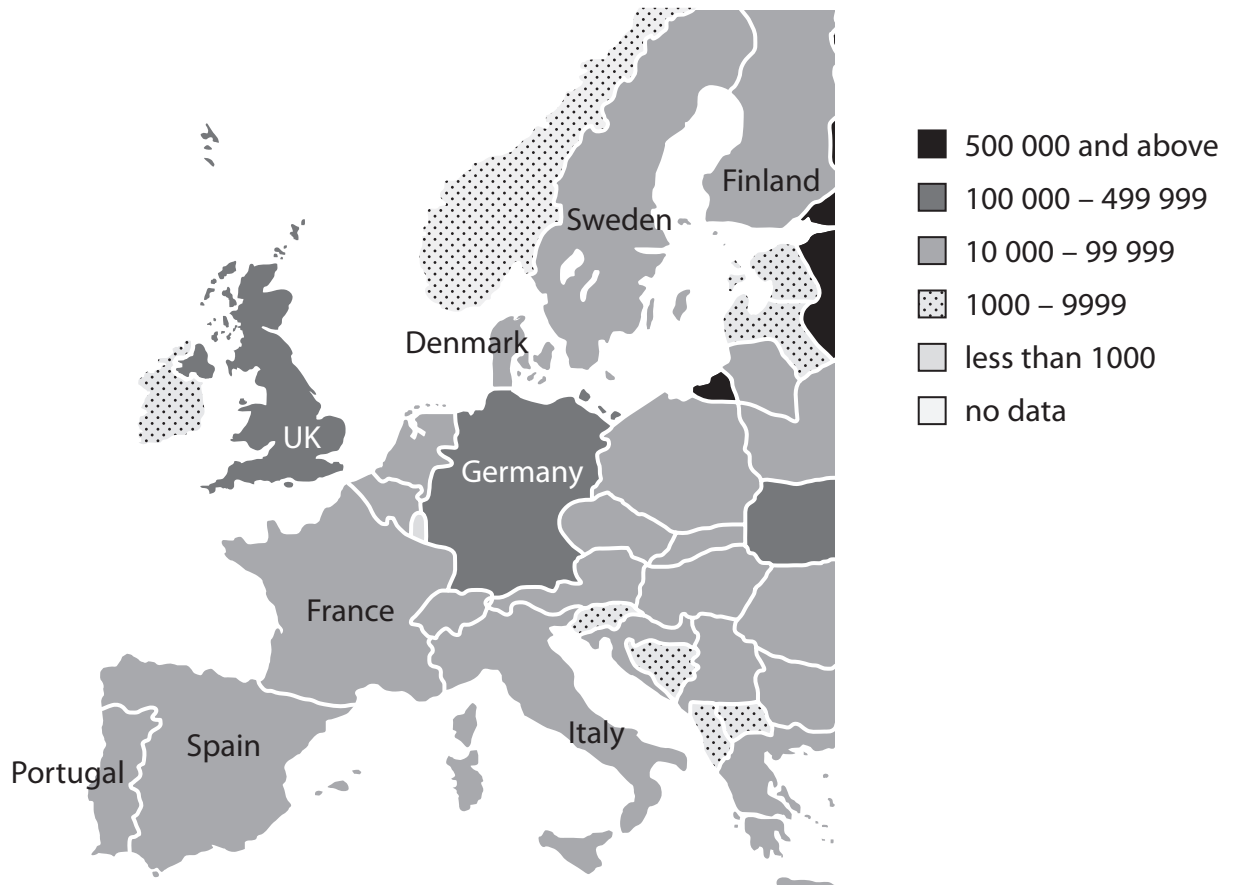 Finland
Sweden
Denmark
UK
Germany
France
Italy
Spain
Portugal
500 000 and above
100 000 – 499 999
10 000 – 99 999
1000 – 9999
less than 1000
no data